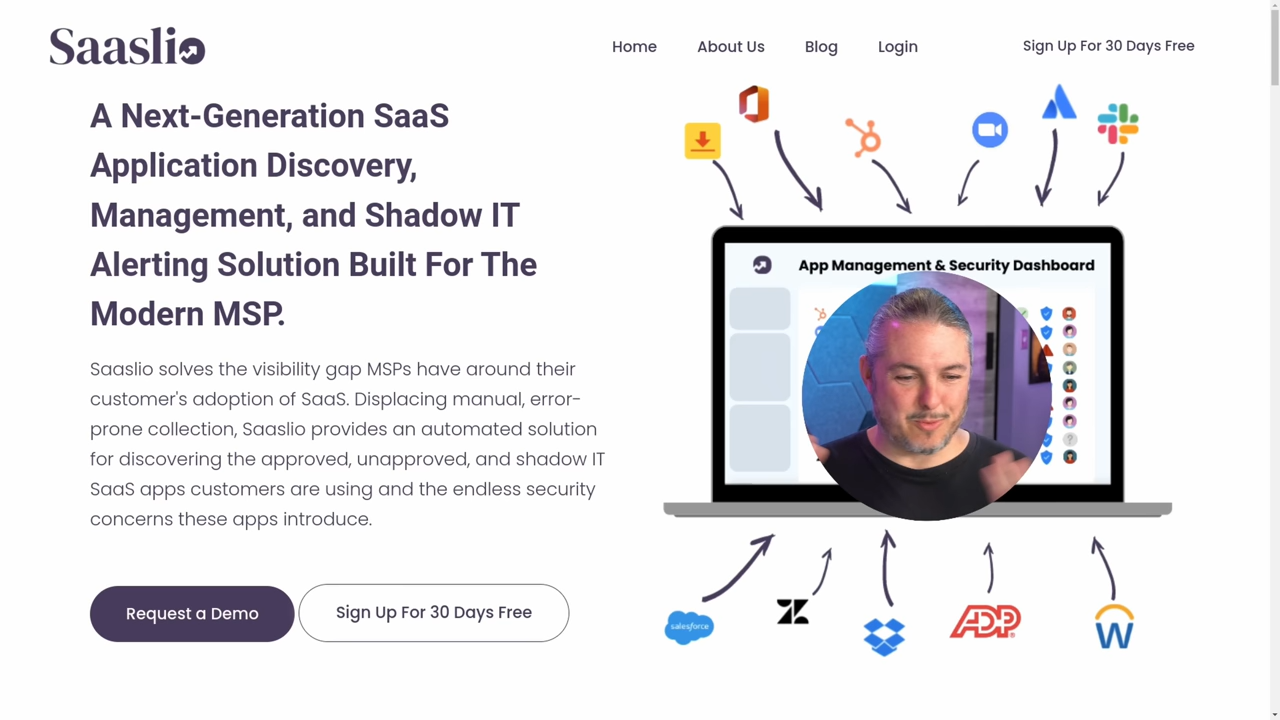 Saaslio
Home
About Us
Blog
Login
Sign Up For 30 Days Free
A Next-Generation SaaS
Application Discovery,
Management, and Shadow IT
Alerting Solution Built For The
Modern MSP.
Saaslio solves the visibility gap MSPs have around their
customer's adoption of SaaS. Displacing manual, error-
prone collection, Saaslio provides an automated solution
for discovering the approved, unapproved, and shadow IT
SaaS apps customers are using and the endless security
concerns these apps introduce.
Request a Demo
Sign Up For 30 Days Free
App Management & Security Dashboard
salesforce
ADP